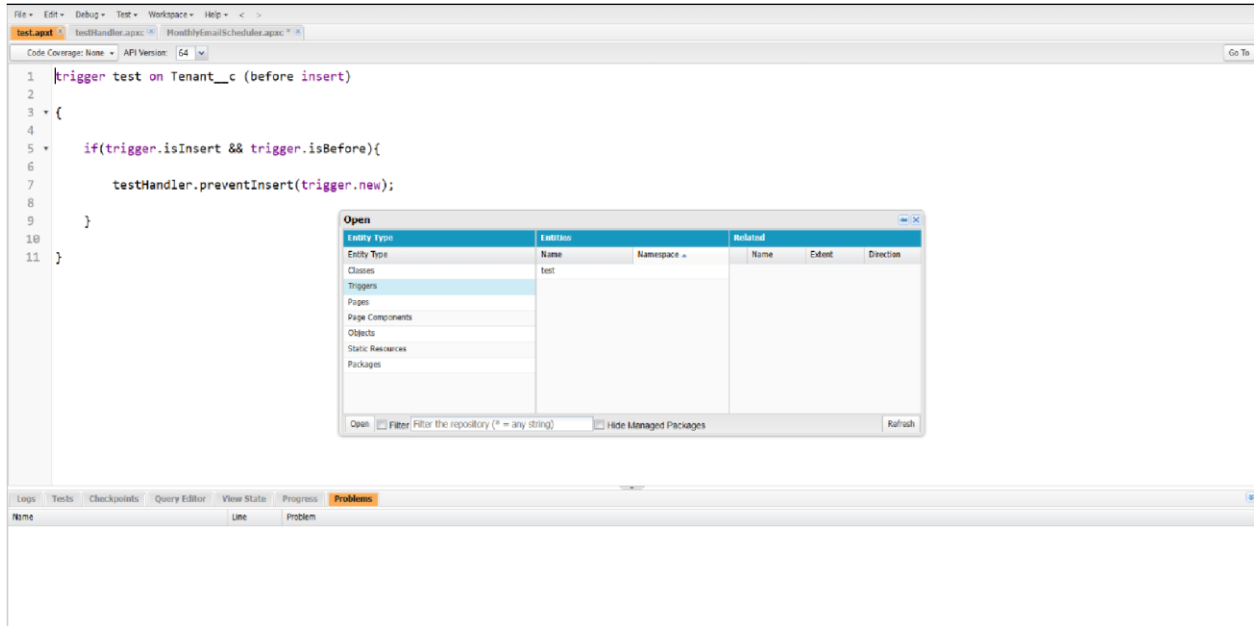 File Edit Debug Test Workspace Help < >
test.apxt testHandler.apxc MonthlyEmailScheduler.apxc *
Code Coverage: None API Version: 64 Go To
1 trigger test on Tenant__c (before insert)
2
3 {
4
5 if(trigger.isInsert && trigger.isBefore){
6
7 testHandler.preventInsert(trigger.new);
8
9 }
10
11 }
Open
Entity Type Entities Related
Entity Type Name Namespace Name Extent Direction
Classes test
Triggers
Pages
Page Components
Objects
Static Resources
Packages
Open Filter Filter the repository (* = any string) Hide Managed Packages Refresh
Logs Tests Checkpoints Query Editor View State Progress Problems
Name Line Problem